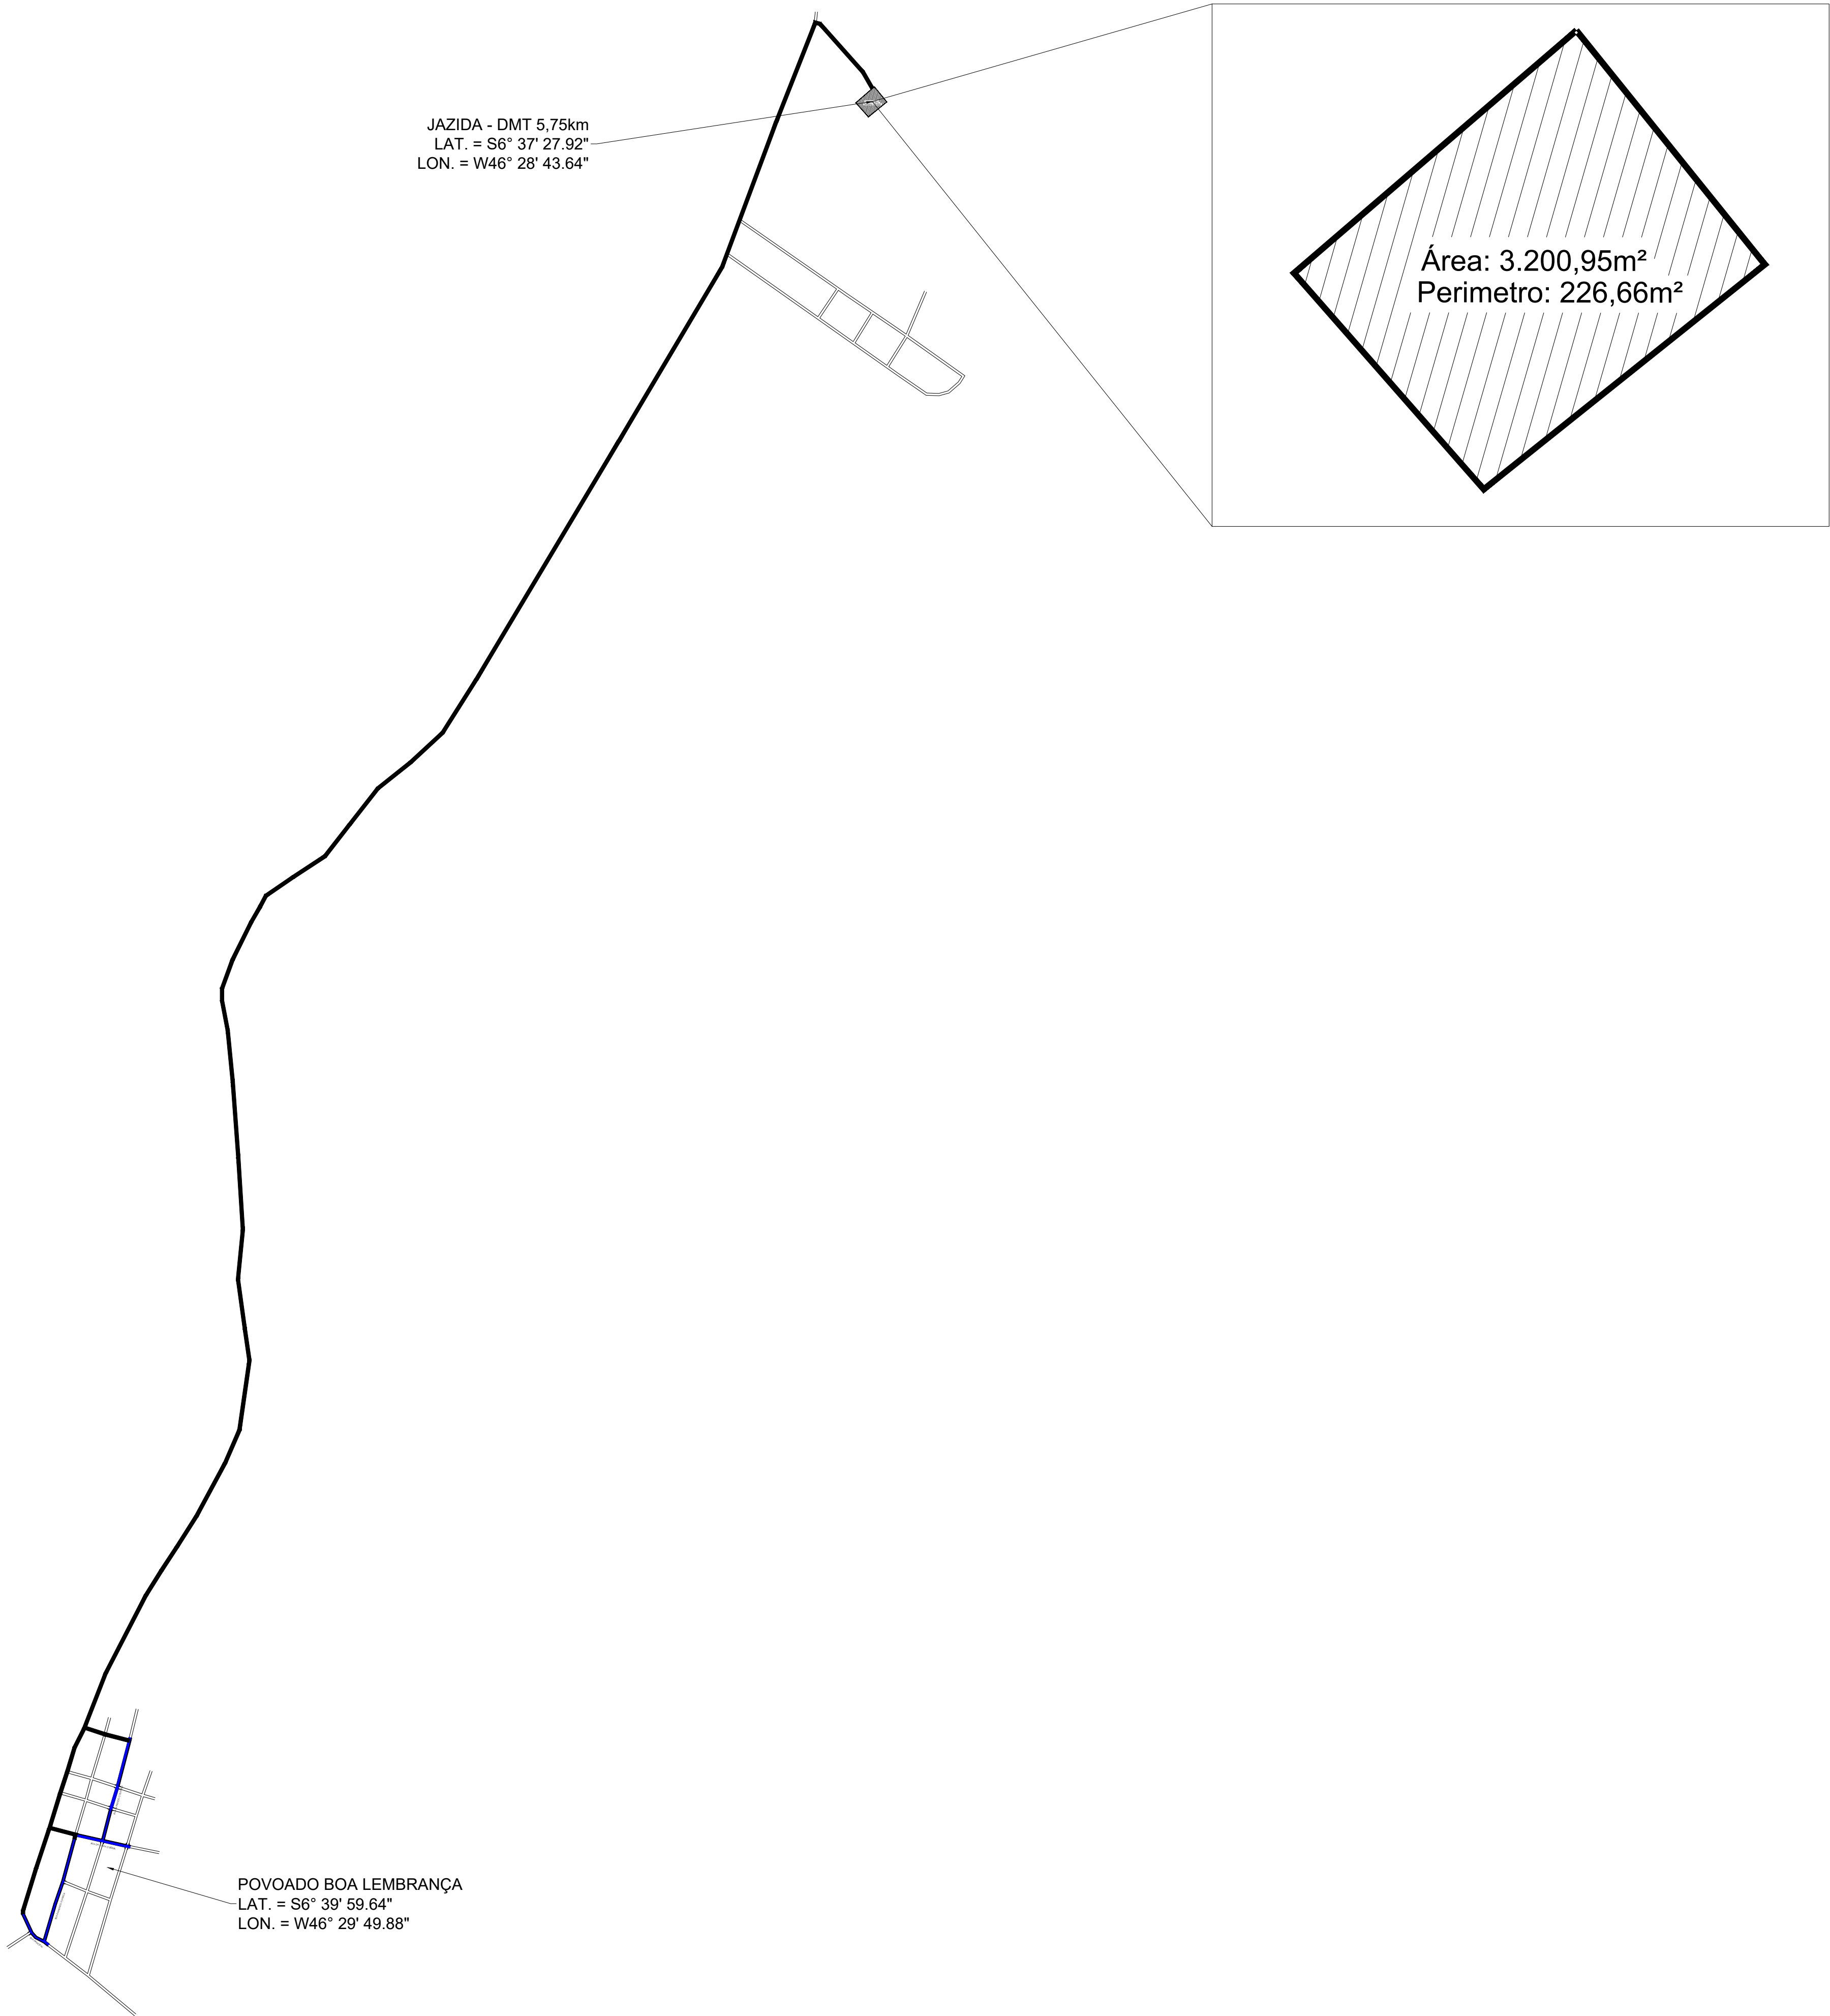 JAZIDA - DMT 5,75km
LAT. = S6° 37' 27.92"
LON. = W46° 28' 43.64"
Área: 3.200,95m²
Perimetro: 226,66m²
POVOADO BOA LEMBRANÇA
LAT. = S6° 39' 59.64"
LON. = W46° 29' 49.88"